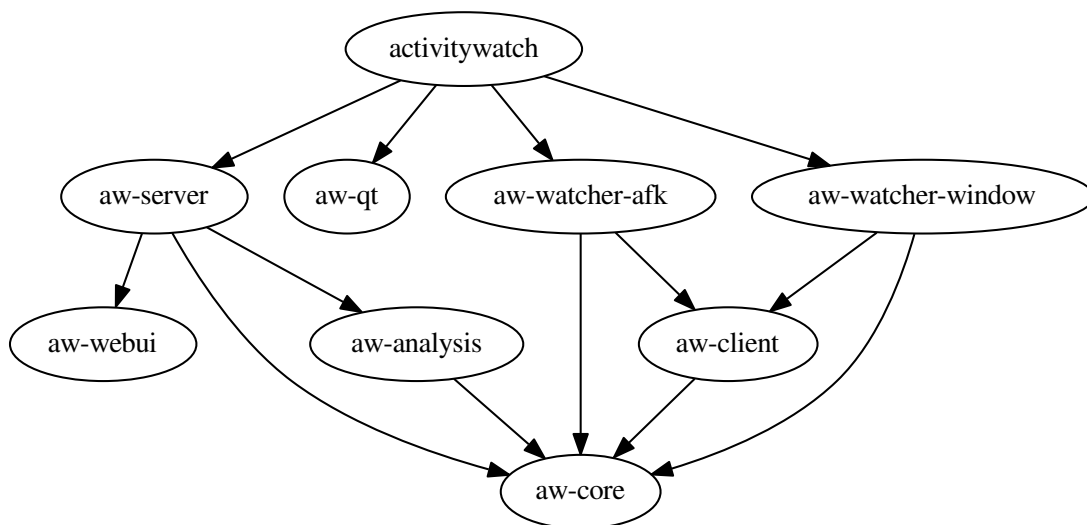 activitywatch
aw-server
aw-qt
aw-watcher-afk
aw-watcher-window
aw-webui
aw-analysis
aw-client
aw-core